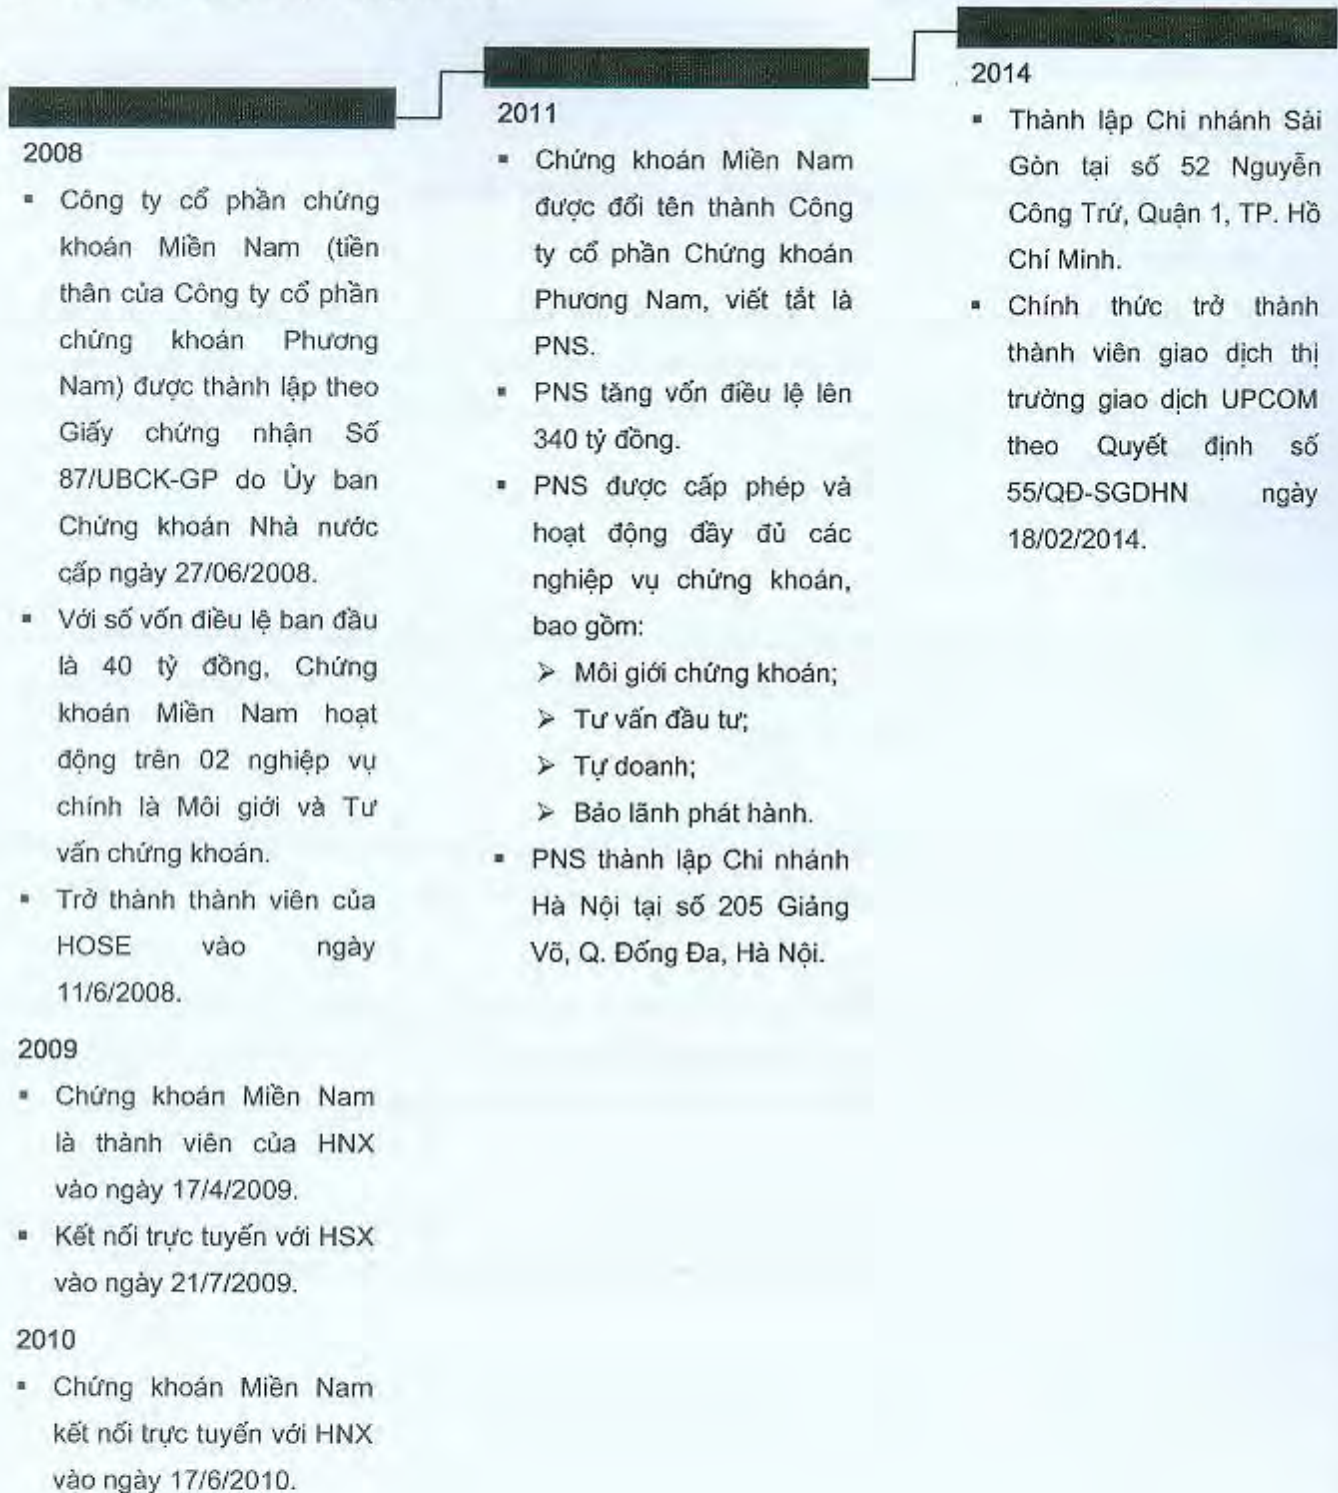 2008
▪ Công ty cổ phần chứng
khoán Miền Nam (tiền
thân của Công ty cổ phần
chứng khoán Phương
Nam) được thành lập theo
Giấy chứng nhận Số
87/UBCK-GP do Ủy ban
Chứng khoán Nhà nước
cấp ngày 27/06/2008.
▪ Với số vốn điều lệ ban đầu
là 40 tỷ đồng, Chứng
khoán Miền Nam hoạt
động trên 02 nghiệp vụ
chính là Môi giới và Tư
vấn chứng khoán.
▪ Trở thành thành viên của
HOSE vào ngày
11/6/2008.
2009
▪ Chứng khoán Miền Nam
là thành viên của HNX
vào ngày 17/4/2009.
▪ Kết nối trực tuyến với HSX
vào ngày 21/7/2009.
2010
▪ Chứng khoán Miền Nam
kết nối trực tuyến với HNX
vào ngày 17/6/2010.
2011
▪ Chứng khoán Miền Nam
được đổi tên thành Công
ty cổ phần Chứng khoán
Phương Nam, viết tắt là
PNS.
▪ PNS tăng vốn điều lệ lên
340 tỷ đồng.
▪ PNS được cấp phép và
hoạt động đầy đủ các
nghiệp vụ chứng khoán,
bao gồm:
➢ Môi giới chứng khoán;
➢ Tư vấn đầu tư;
➢ Tự doanh;
➢ Bảo lãnh phát hành.
▪ PNS thành lập Chi nhánh
Hà Nội tại số 205 Giảng
Võ, Q. Đống Đa, Hà Nội.
2014
▪ Thành lập Chi nhánh Sài
Gòn tại số 52 Nguyễn
Công Trứ, Quận 1, TP. Hồ
Chí Minh.
▪ Chính thức trở thành
thành viên giao dịch thị
trường giao dịch UPCOM
theo Quyết định số
55/QĐ-SGDHN ngày
18/02/2014.